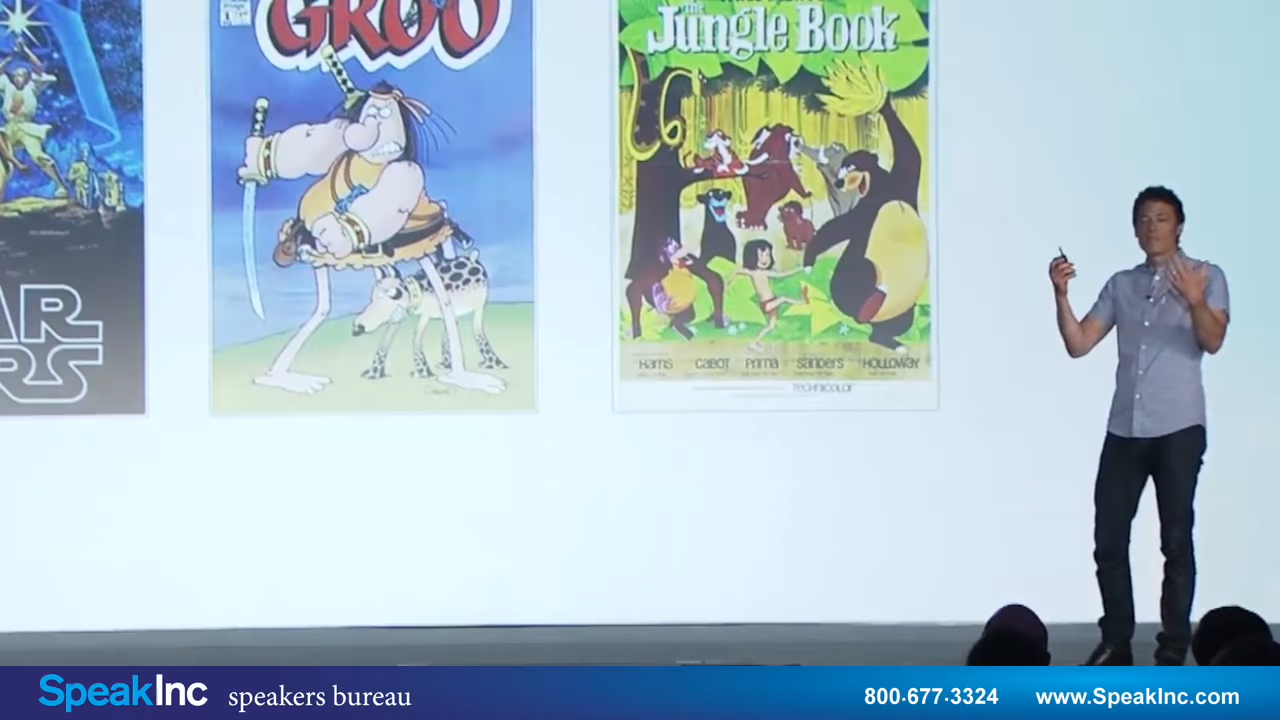 GROO
the
Jungle Book
AR
RS
Harris Cabot Prima Sanders Holloway
TECHNICOLOR
SpeakInc speakers bureau 800-677-3324 www.SpeakInc.com